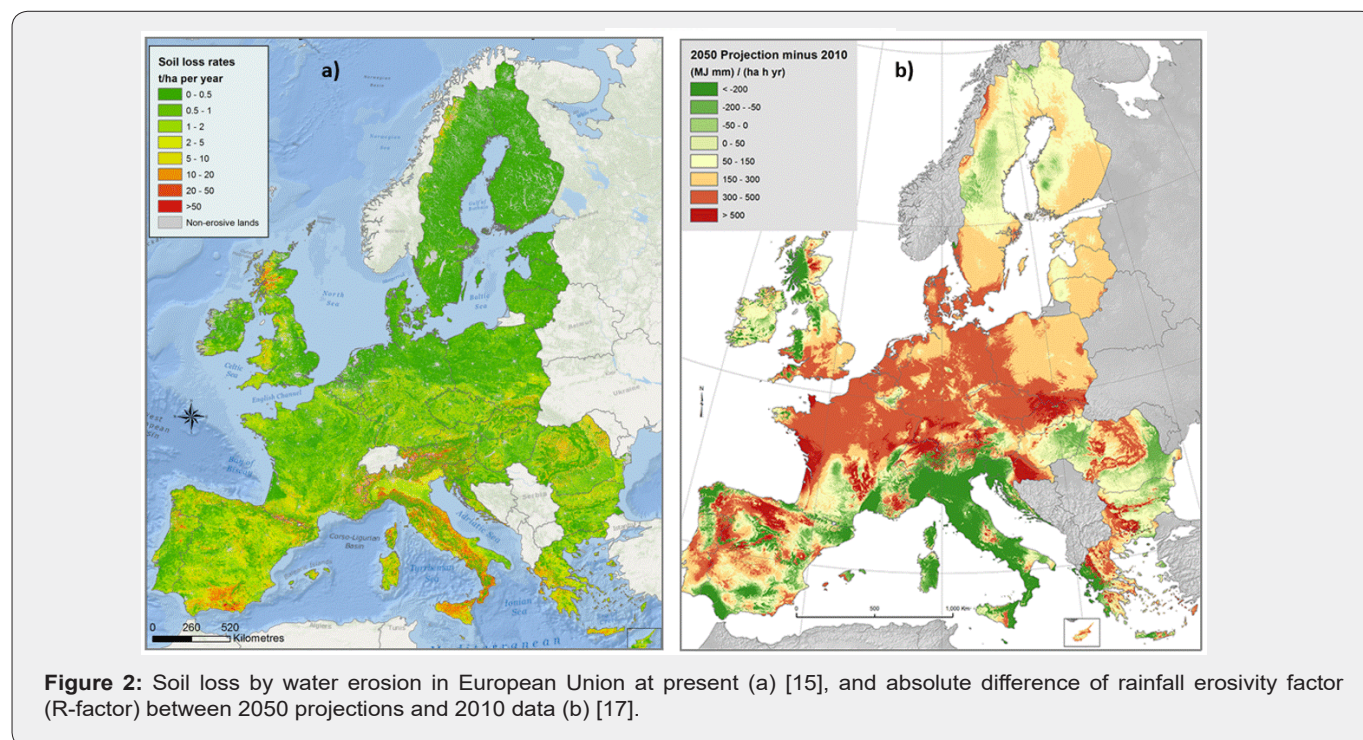 Soil loss rates
t/ha per year
0 - 0.5
0.5 - 1
1 - 2
2 - 5
5 - 10
10 - 20
20 - 50
>50
Non-erosive lands
a)
North
Sea
Baltic
Sea
Celtic
Sea
English Channel
Bay of
Corso-Ligurian
Basin
Tyrrhenian
Sea
Adriatic Sea
Ionian
Sea
Serbia
Ukraine
Algiers
Tunis
Mediterranean
0 260 520
Kilometres
2050 Projection minus 2010
(MJ mm) / (ha h yr)
< -200
-200 - -50
-50 - 0
0 - 50
50 - 150
150 - 300
300 - 500
> 500
b)
N
0 500 1,000 Km
Figure 2: Soil loss by water erosion in European Union at present (a) [15], and absolute difference of rainfall erosivity factor
(R-factor) between 2050 projections and 2010 data (b) [17].